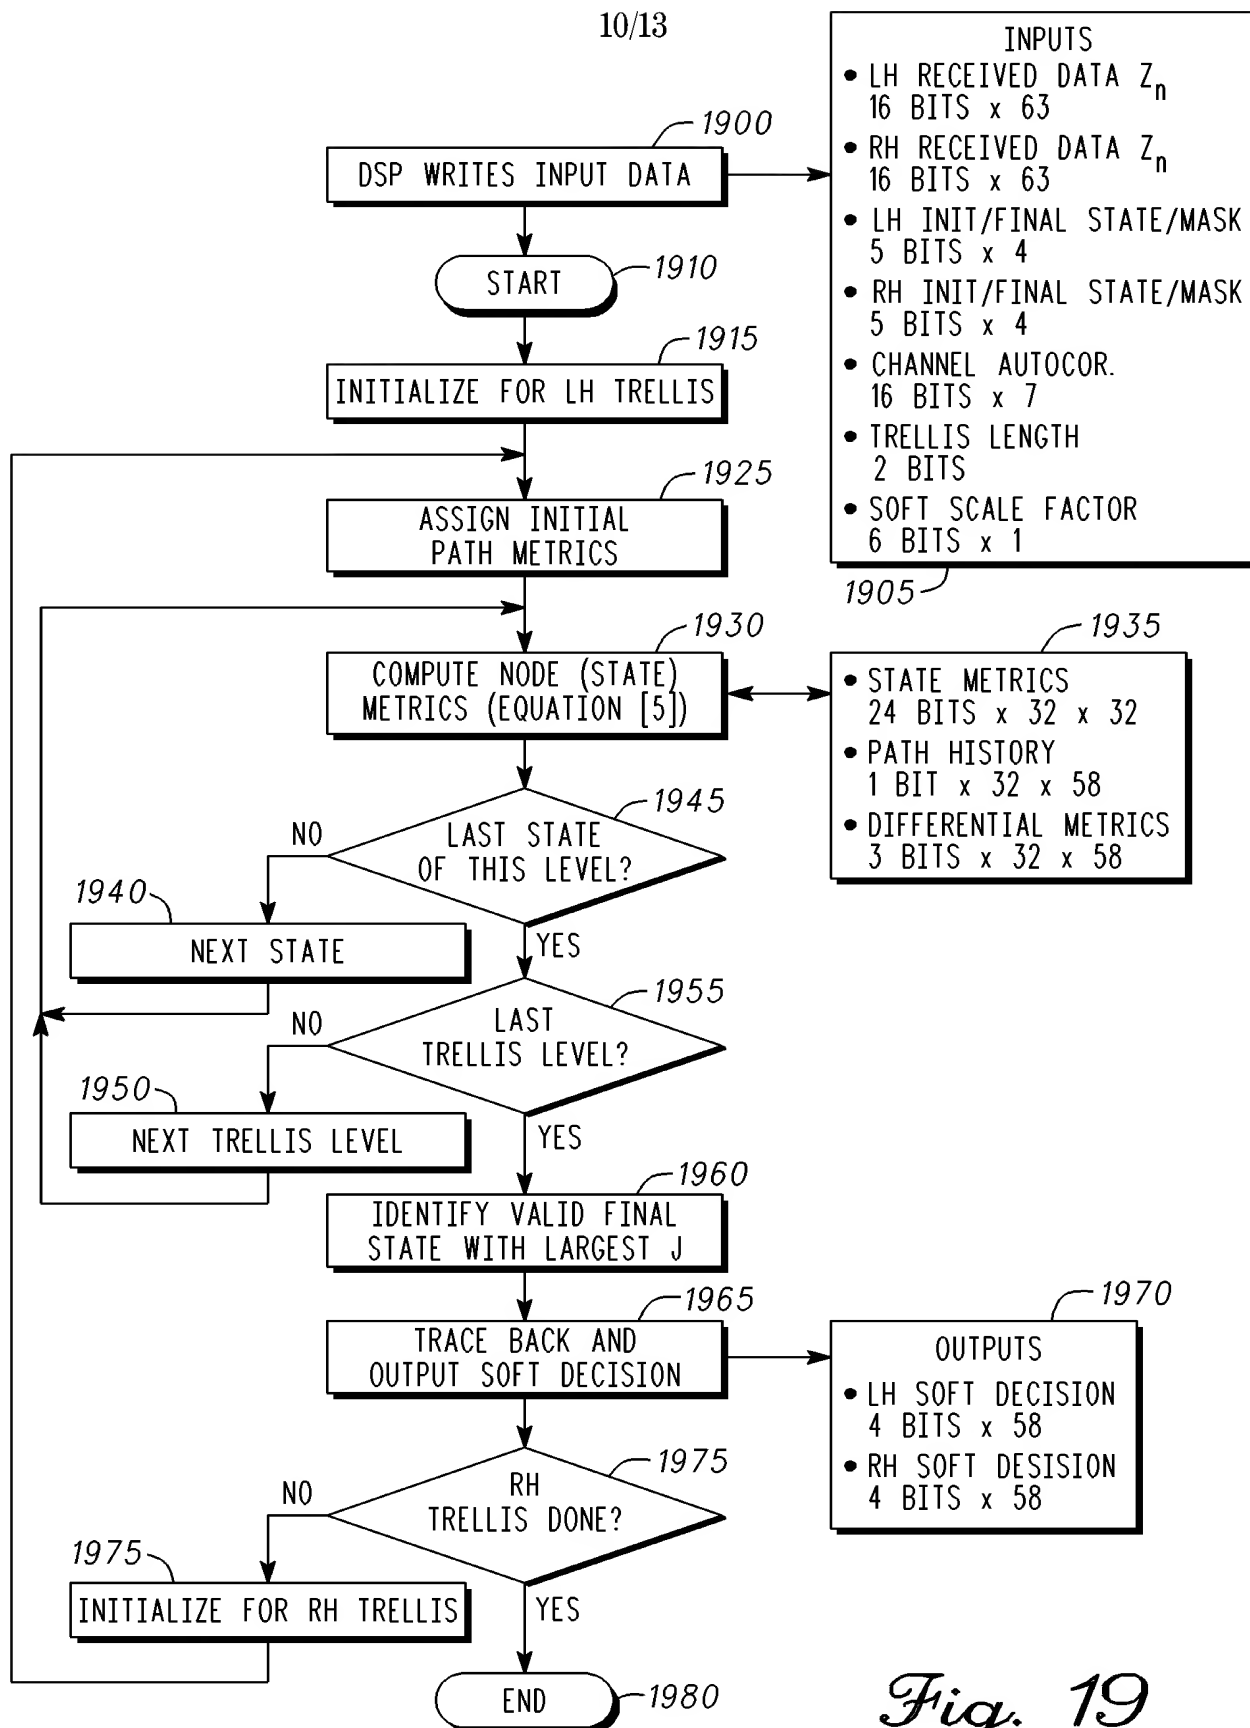 10/13
1900
DSP WRITES INPUT DATA
INPUTS
• LH RECEIVED DATA Zn
16 BITS x 63
• RH RECEIVED DATA Zn
16 BITS x 63
• LH INIT/FINAL STATE/MASK
5 BITS x 4
• RH INIT/FINAL STATE/MASK
5 BITS x 4
• CHANNEL AUTOCOR.
16 BITS x 7
• TRELLIS LENGTH
2 BITS
• SOFT SCALE FACTOR
6 BITS x 1
1905
START
1910
1915
INITIALIZE FOR LH TRELLIS
1925
ASSIGN INITIAL
PATH METRICS
1930
COMPUTE NODE (STATE)
METRICS (EQUATION [5])
1935
• STATE METRICS
24 BITS x 32 x 32
• PATH HISTORY
1 BIT x 32 x 58
• DIFFERENTIAL METRICS
3 BITS x 32 x 58
1945
LAST STATE
OF THIS LEVEL?
NO
YES
1940
NEXT STATE
1955
LAST
TRELLIS LEVEL?
NO
YES
1950
NEXT TRELLIS LEVEL
1960
IDENTIFY VALID FINAL
STATE WITH LARGEST J
1965
TRACE BACK AND
OUTPUT SOFT DECISION
1970
OUTPUTS
• LH SOFT DECISION
4 BITS x 58
• RH SOFT DESISION
4 BITS x 58
1975
RH
TRELLIS DONE?
NO
YES
1975
INITIALIZE FOR RH TRELLIS
END
1980
Fig. 19